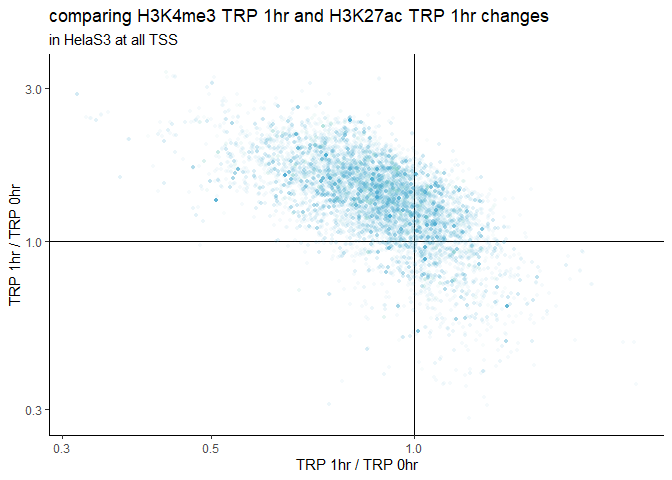 comparing H3K4me3 TRP 1hr and H3K27ac TRP 1hr changes
in HelaS3 at all TSS
TRP 1hr / TRP 0hr
3.0
1.0
0.3
0.3
0.5
1.0
TRP 1hr / TRP 0hr